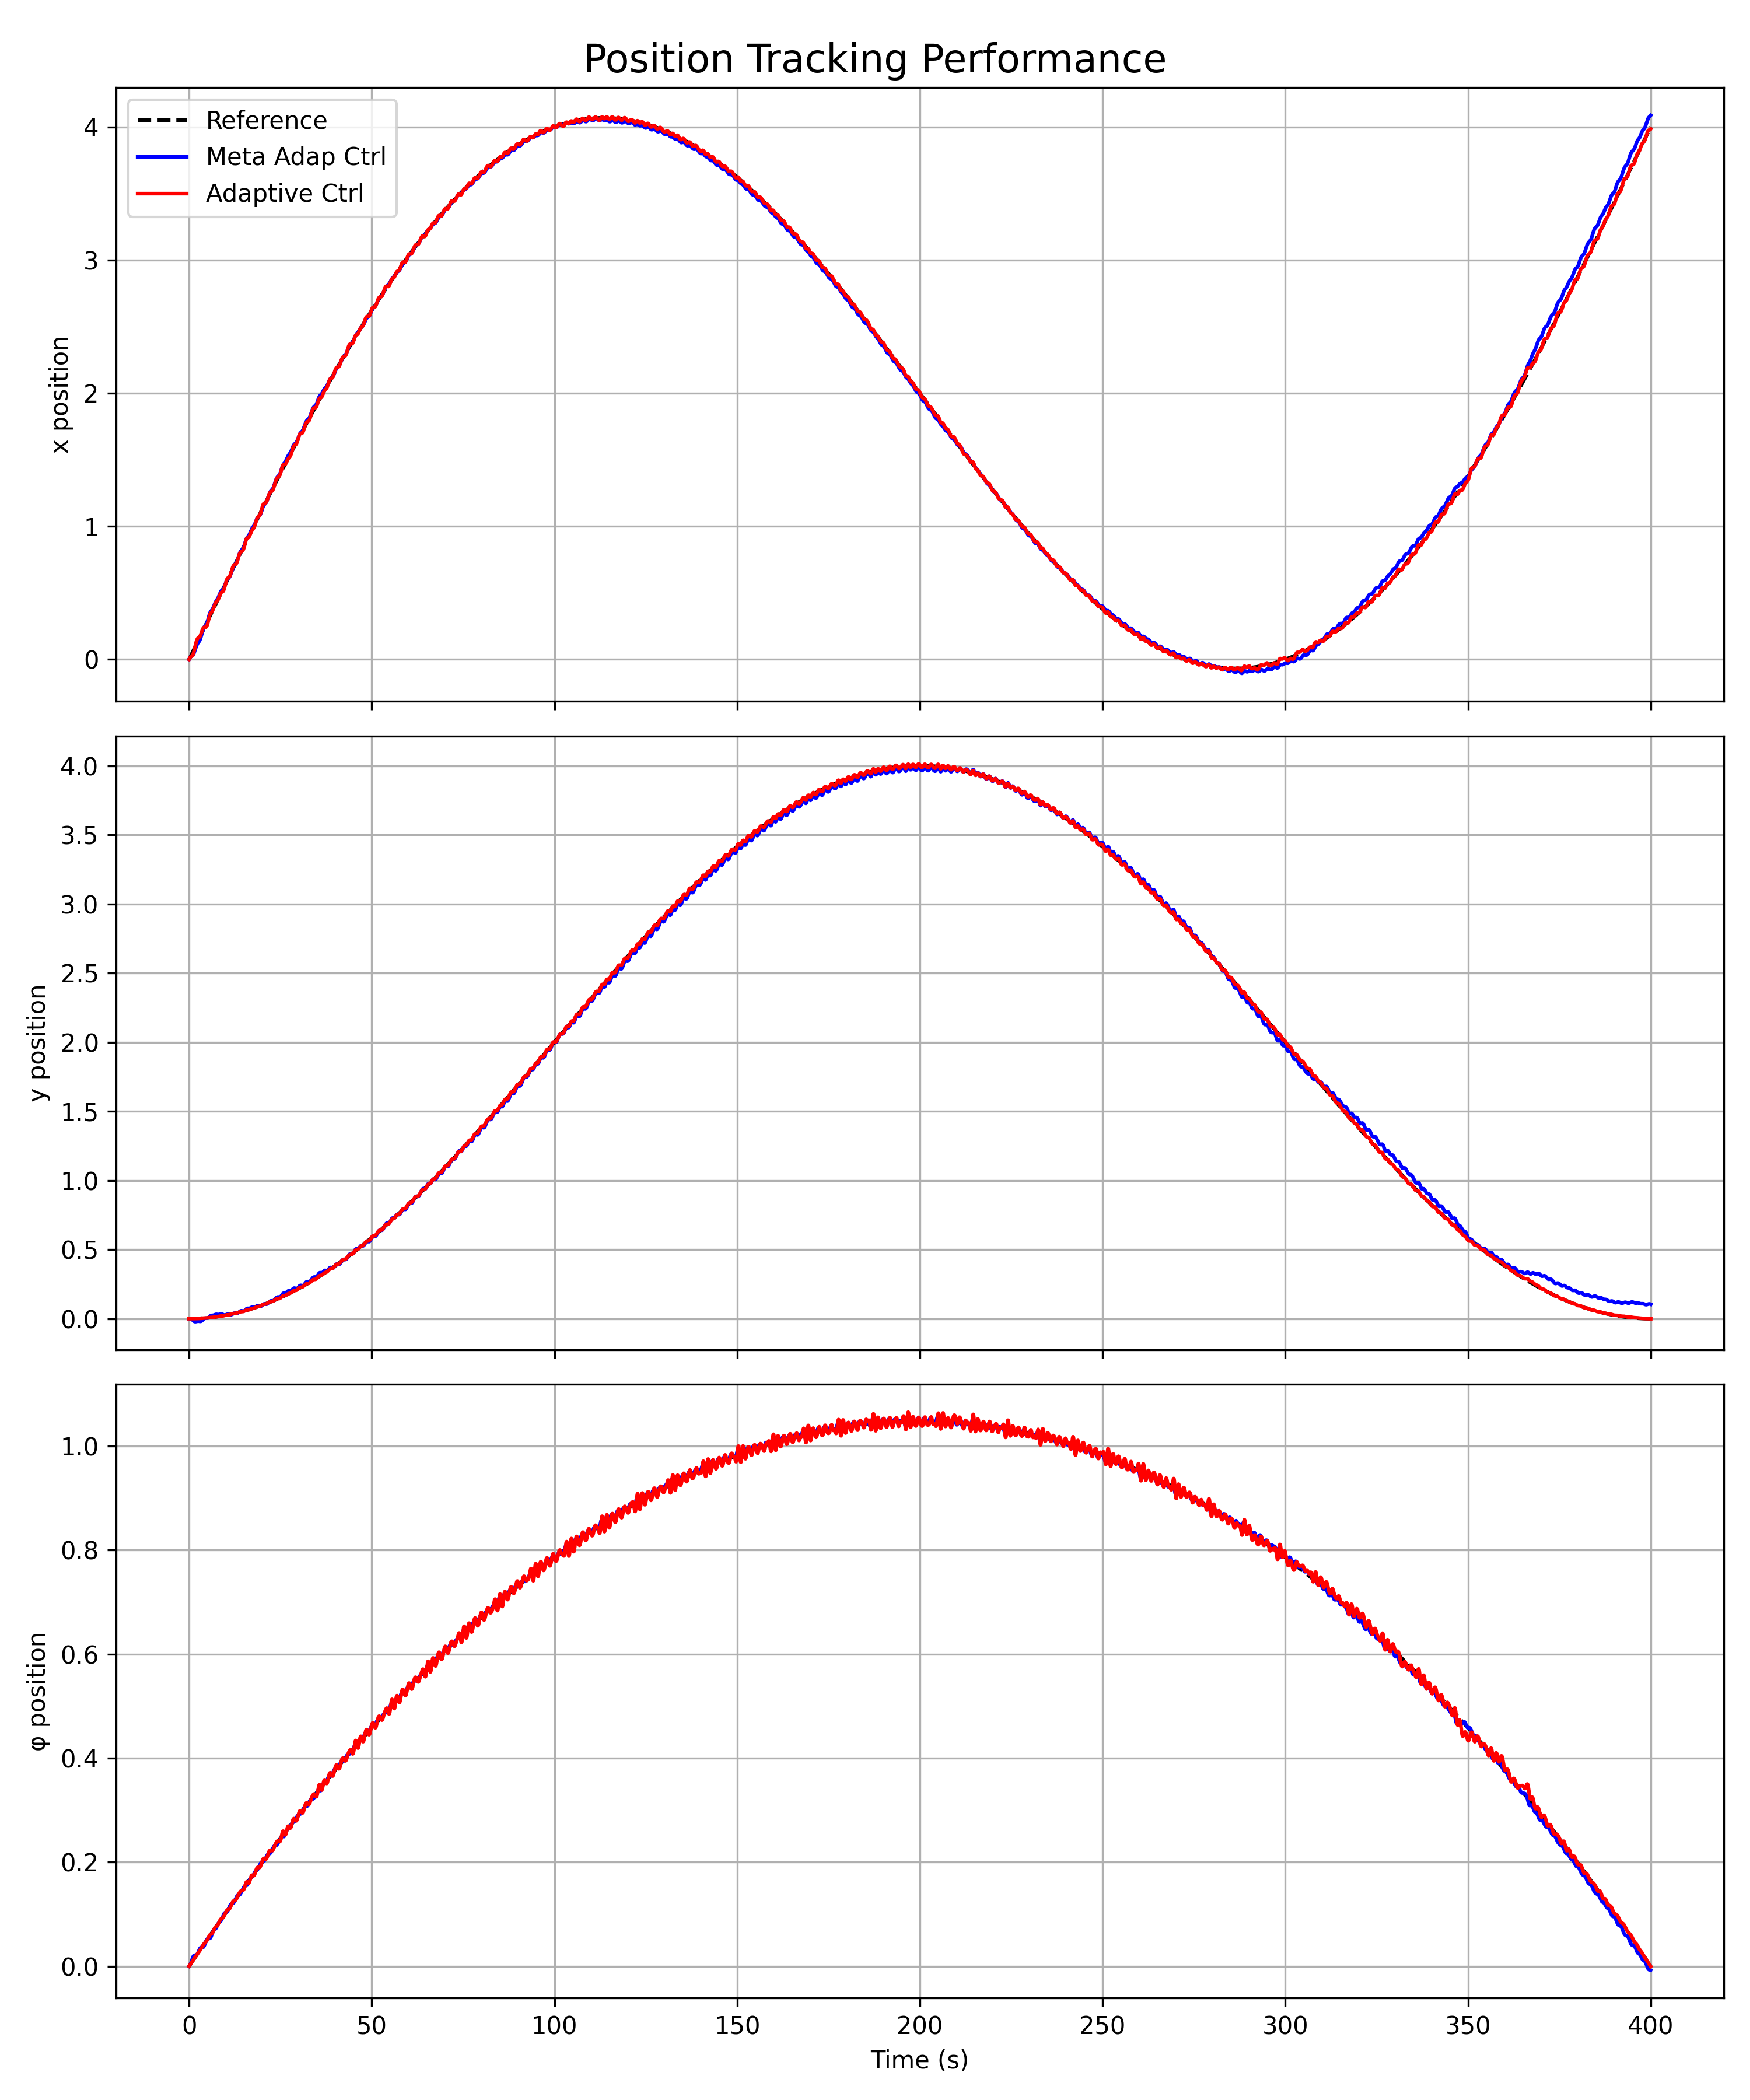 Position Tracking Performance
Reference
Meta Adap Ctrl
Adaptive Ctrl
4
3
2
1
0
x position
4.0
3.5
3.0
2.5
2.0
1.5
1.0
0.5
0.0
y position
1.0
0.8
0.6
0.4
0.2
0.0
φ position
0 50 100 150 200 250 300 350 400
Time (s)